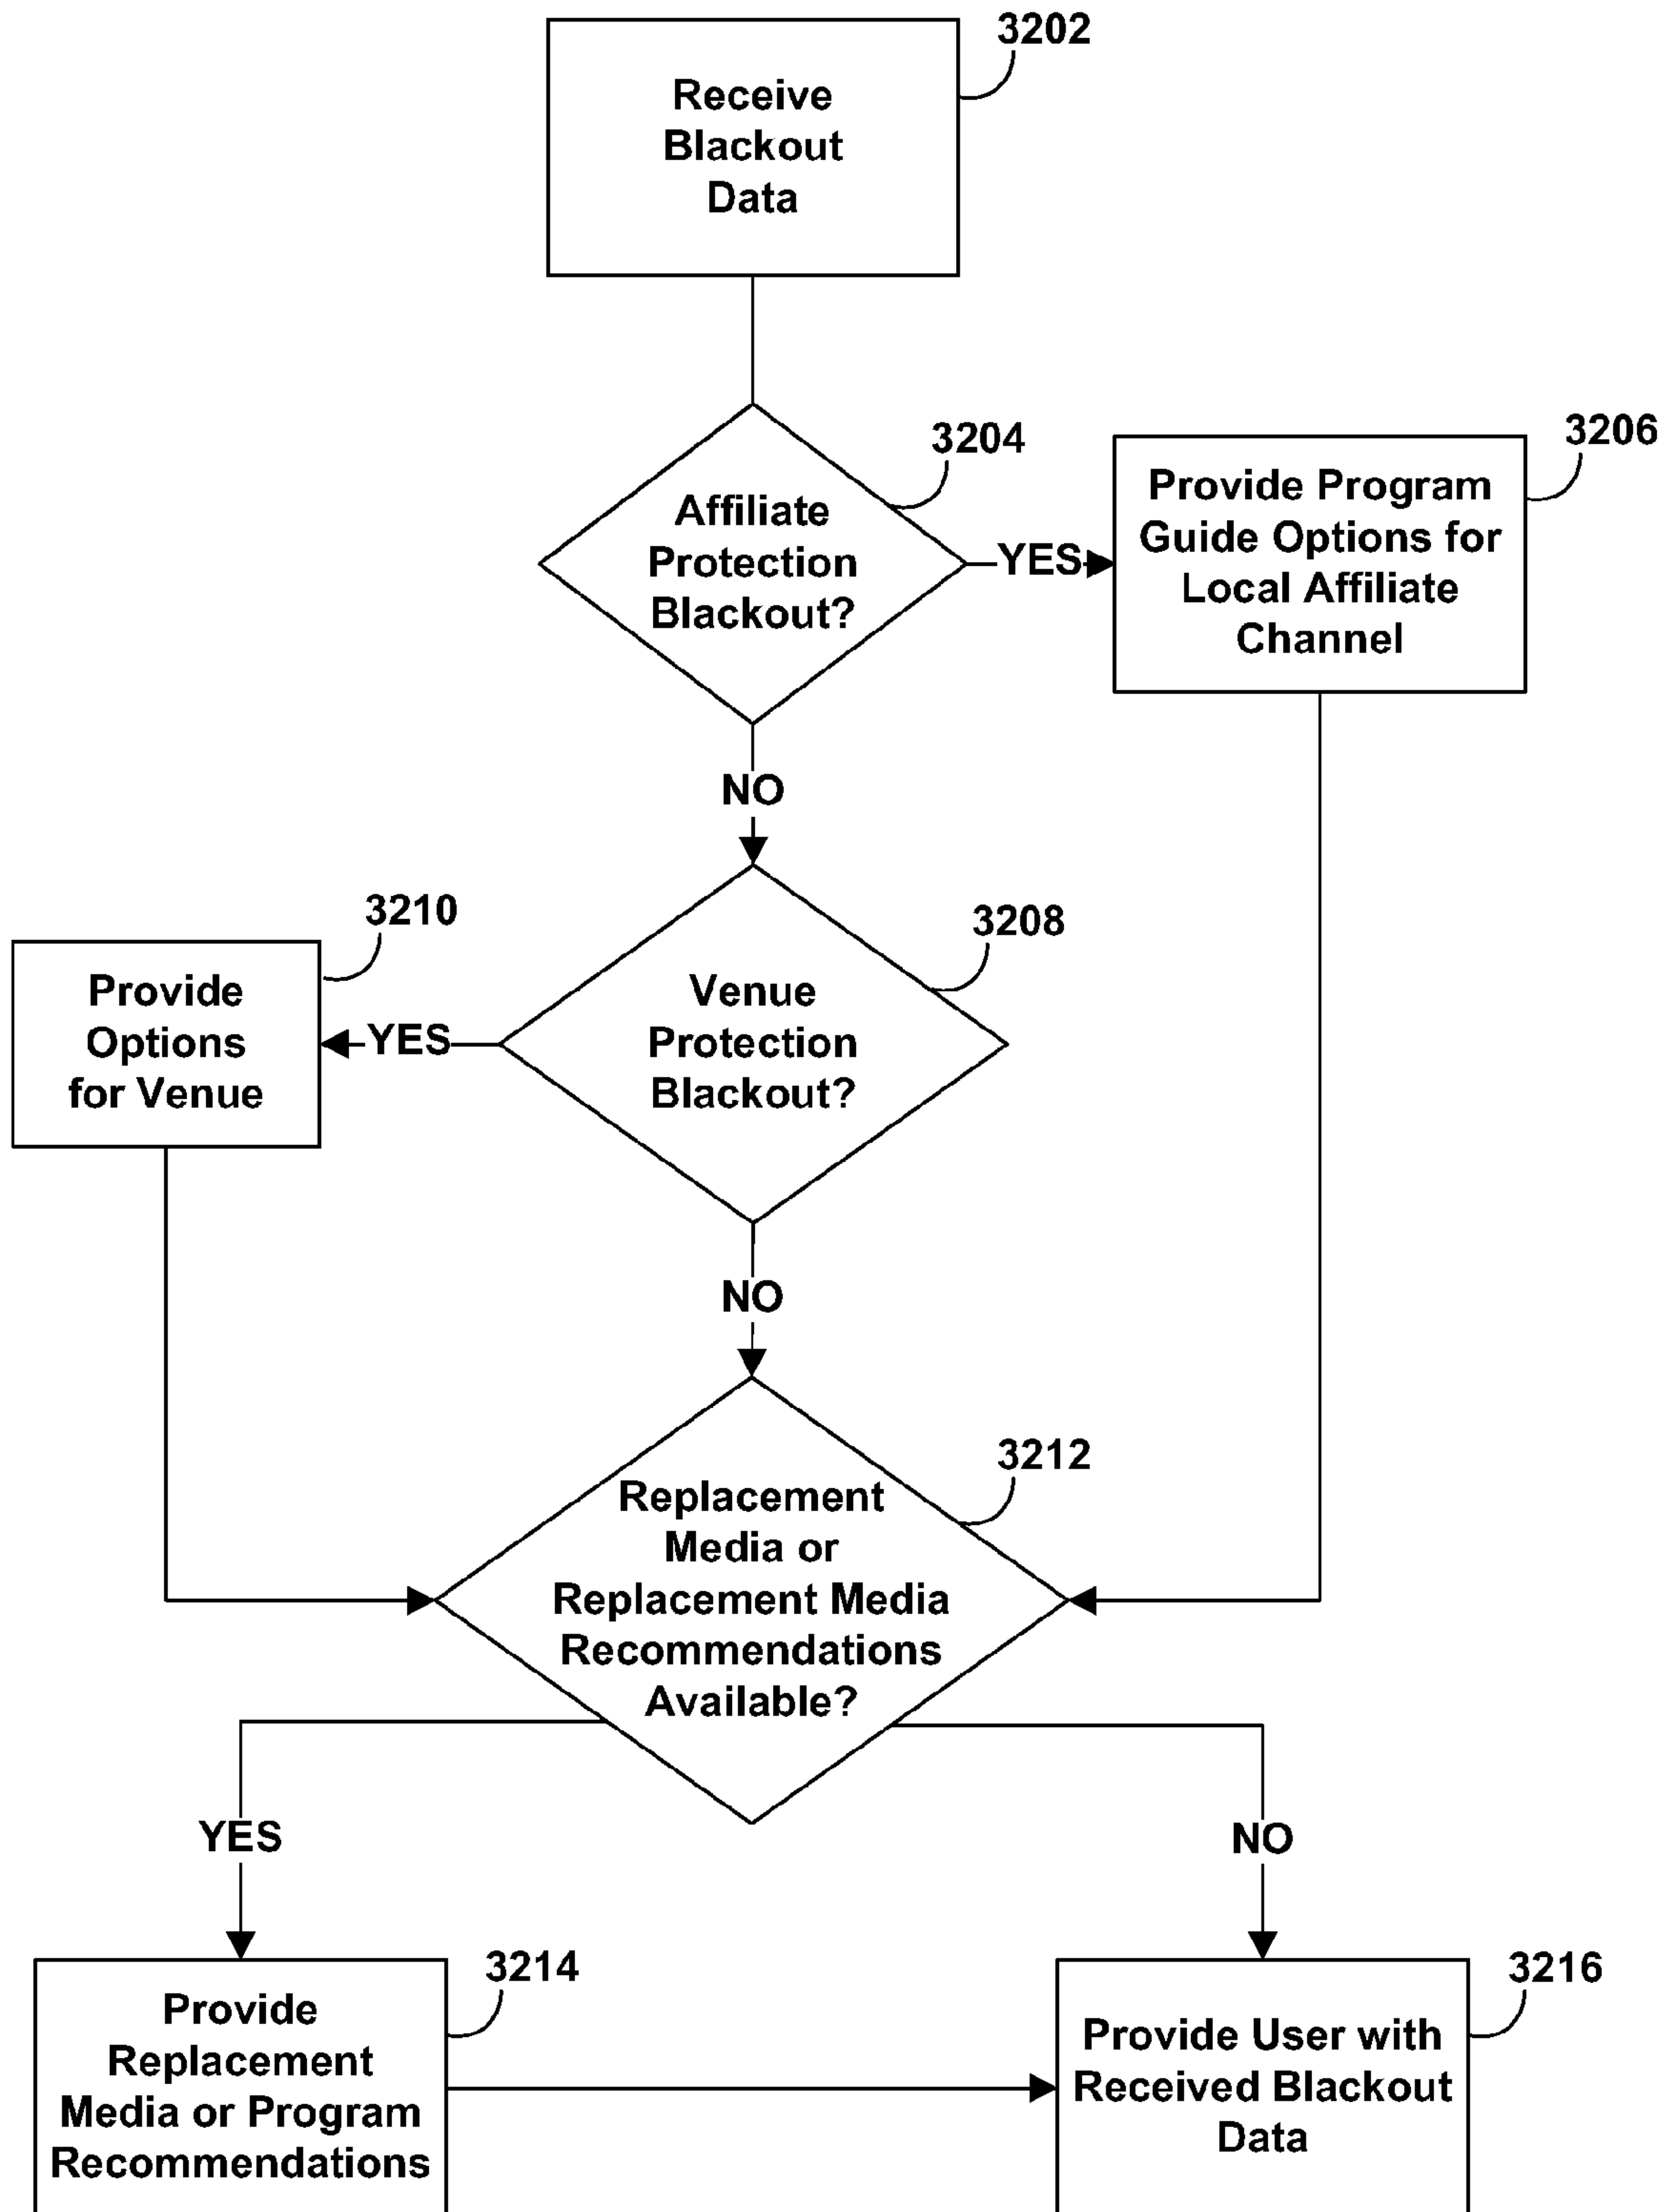 3202
Receive
Blackout
Data
3204
Affiliate
Protection
Blackout?
YES
3206
Provide Program
Guide Options for
Local Affiliate
Channel
NO
3208
Venue
Protection
Blackout?
YES
3210
Provide
Options
for Venue
NO
3212
Replacement
Media or
Replacement Media
Recommendations
Available?
YES
NO
3214
Provide
Replacement
Media or Program
Recommendations
3216
Provide User with
Received Blackout
Data